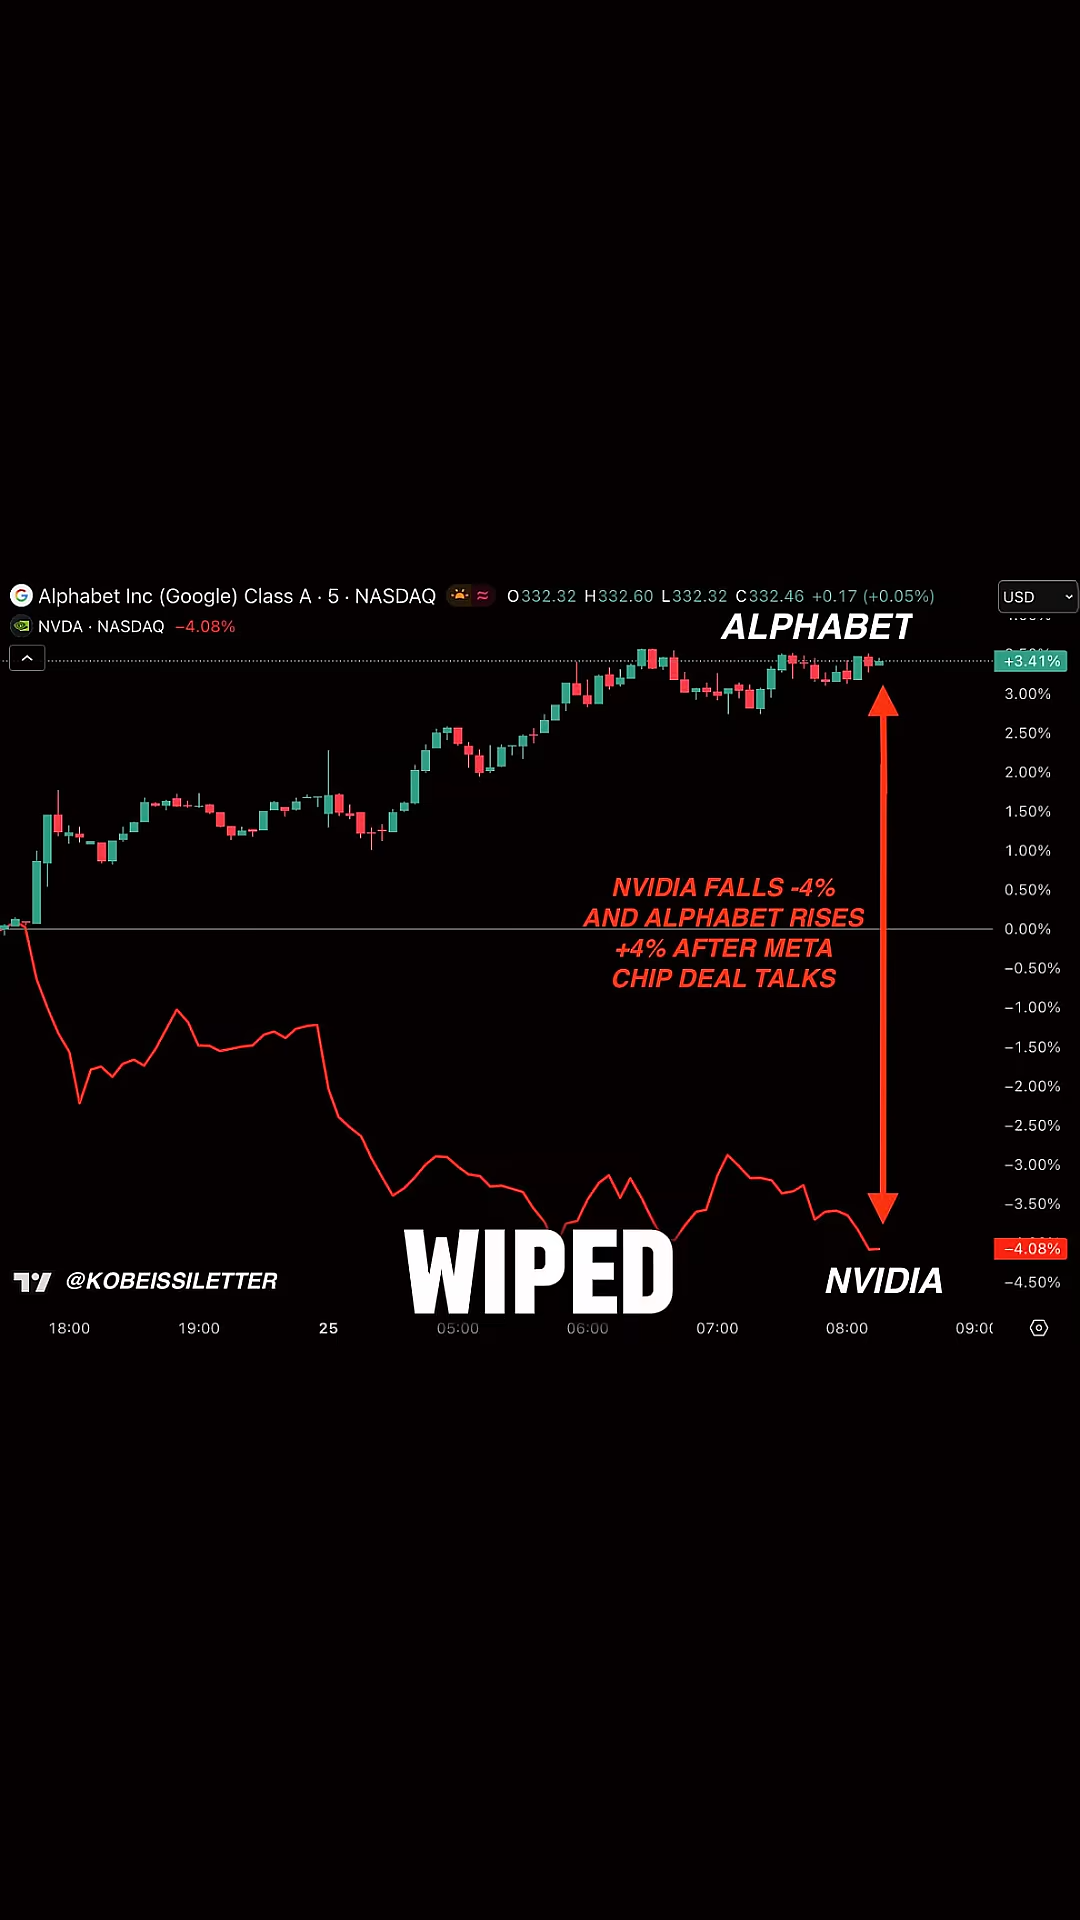 Alphabet Inc (Google) Class A · 5 · NASDAQ O332.32 H332.60 L332.32 C332.46 +0.17 (+0.05%) USD
NVDA · NASDAQ −4.08%
ALPHABET
+3.41%
3.00%
2.50%
2.00%
1.50%
1.00%
0.50%
0.00%
−0.50%
−1.00%
−1.50%
−2.00%
−2.50%
−3.00%
−3.50%
−4.08%
−4.50%
NVIDIA FALLS -4%
AND ALPHABET RISES
+4% AFTER META
CHIP DEAL TALKS
WIPED
@KOBEISSILETTER
NVIDIA
18:00 19:00 25 05:00 06:00 07:00 08:00